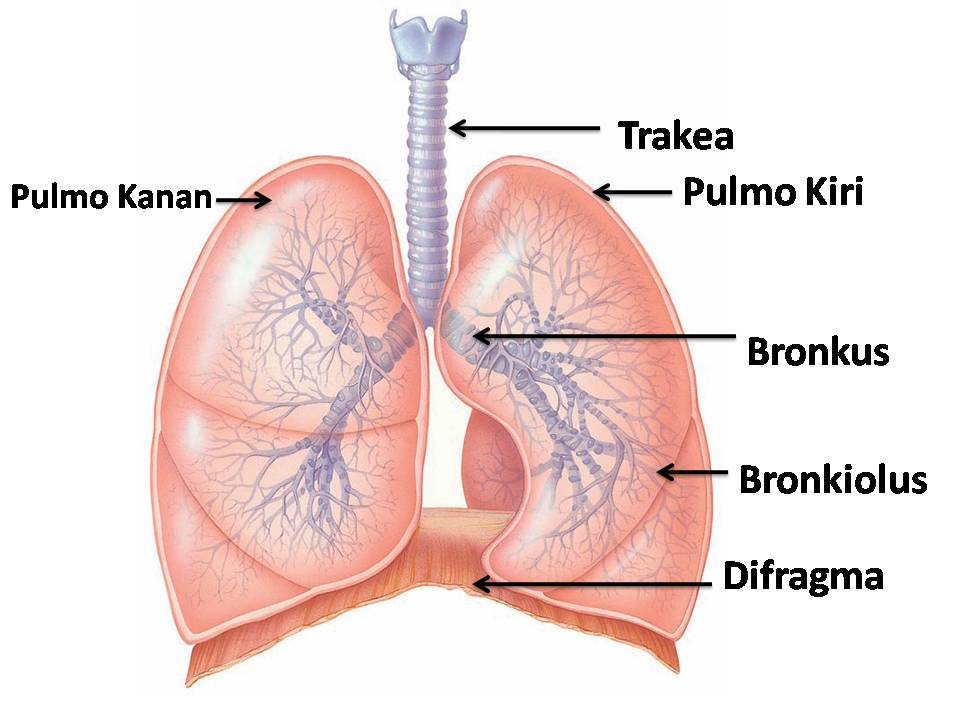 Trakea
Pulmo Kanan
Pulmo Kiri
Bronkus
Bronkiolus
Difragma